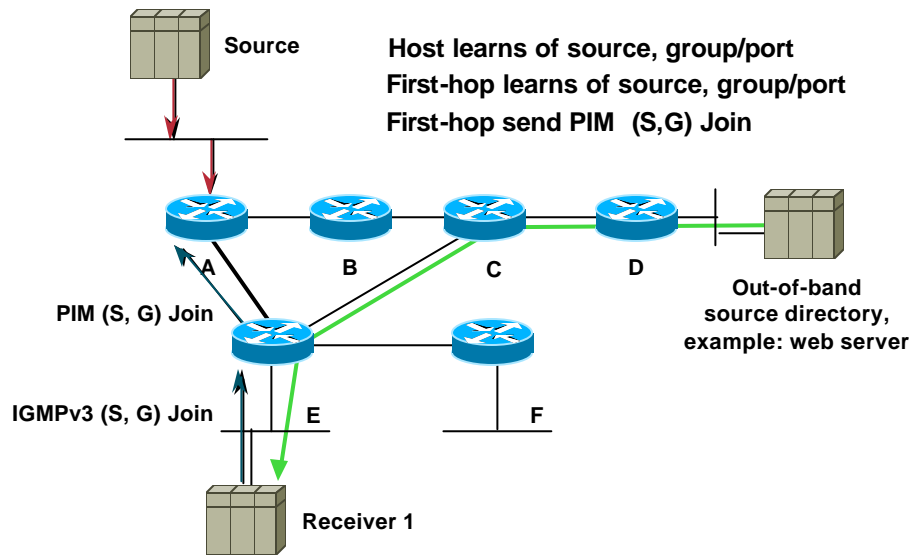 Source
Host learns of source, group/port
First-hop learns of source, group/port
First-hop send PIM (S,G) Join
A
B
C
D
PIM (S, G) Join
Out-of-band
source directory,
example: web server
IGMPv3 (S, G) Join
E
F
Receiver 1